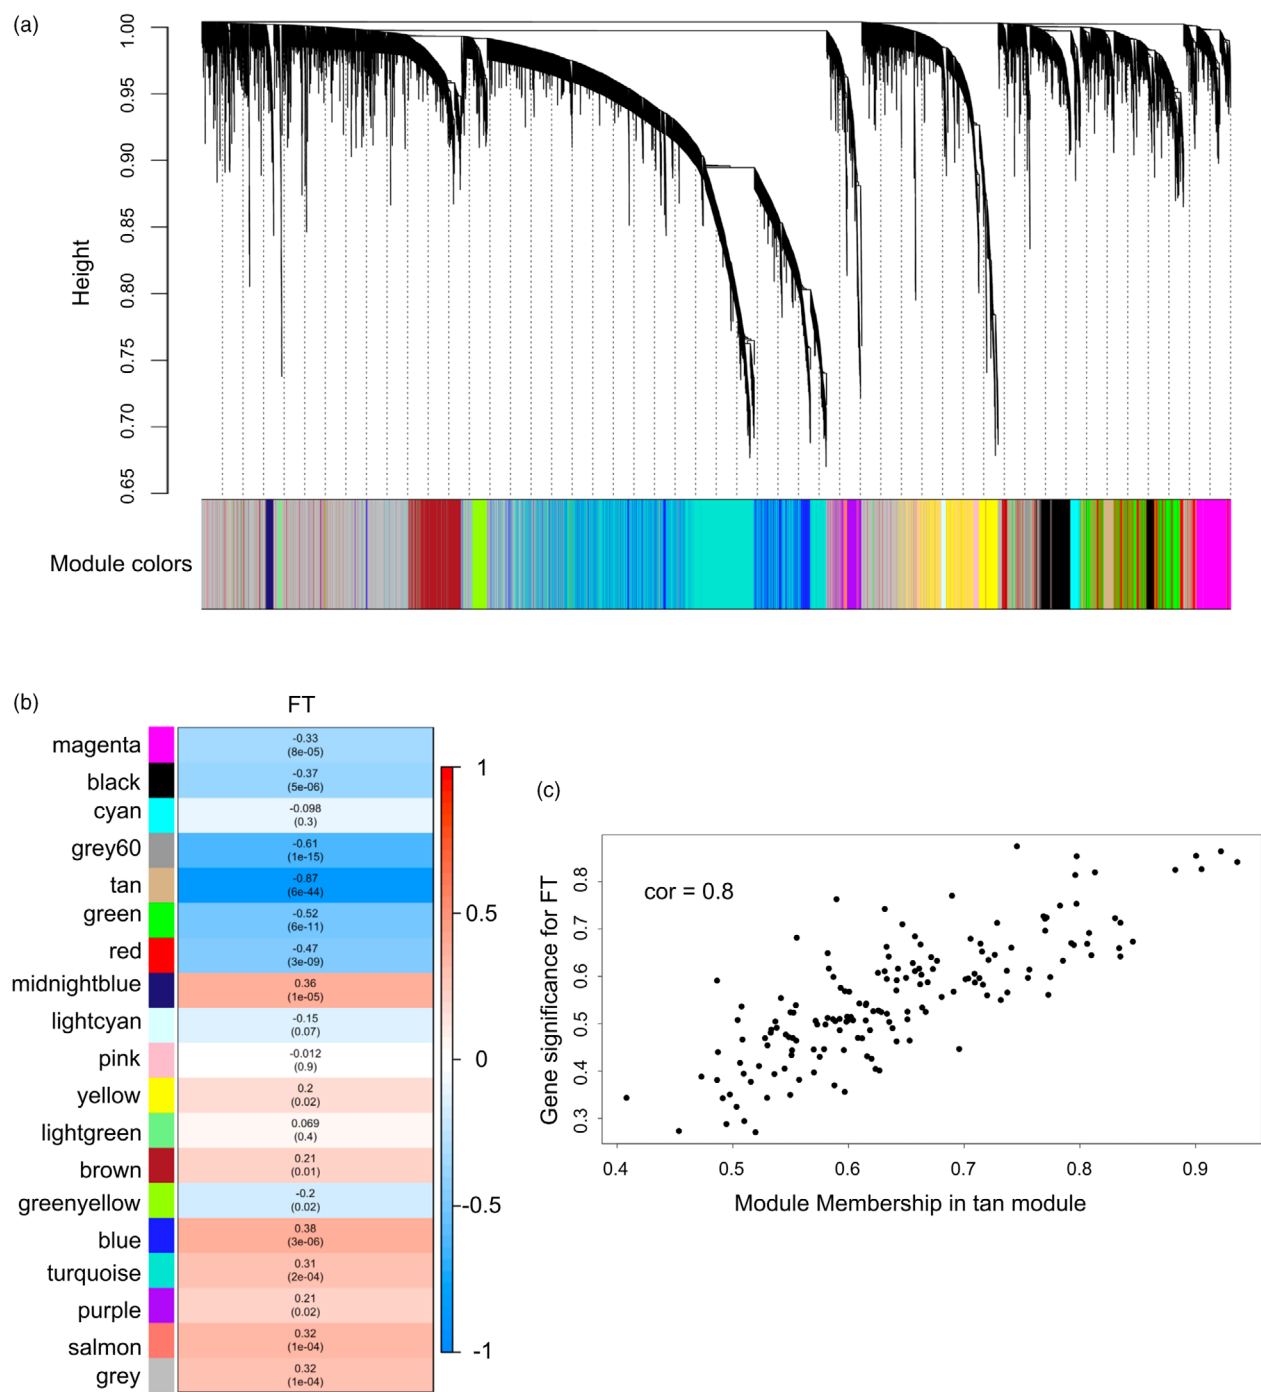 (a)
1.00
0.95
0.90
0.85
0.80
0.75
0.70
0.65
Height
Module colors
(b)
FT
magenta
-0.33
(8e-05)
black
-0.37
(5e-06)
cyan
-0.098
(0.3)
grey60
-0.61
(1e-15)
tan
-0.87
(6e-44)
green
-0.52
(6e-11)
red
-0.47
(3e-09)
midnightblue
0.36
(1e-05)
lightcyan
-0.15
(0.07)
pink
-0.012
(0.9)
yellow
0.2
(0.02)
lightgreen
0.069
(0.4)
brown
0.21
(0.01)
greenyellow
-0.2
(0.02)
blue
0.38
(3e-06)
turquoise
0.31
(2e-04)
purple
0.21
(0.02)
salmon
0.32
(1e-04)
grey
0.32
(1e-04)
1
0.5
0
-0.5
-1
(c)
cor = 0.8
Gene significance for FT
0.8
0.7
0.6
0.5
0.4
0.3
0.4
0.5
0.6
0.7
0.8
0.9
Module Membership in tan module